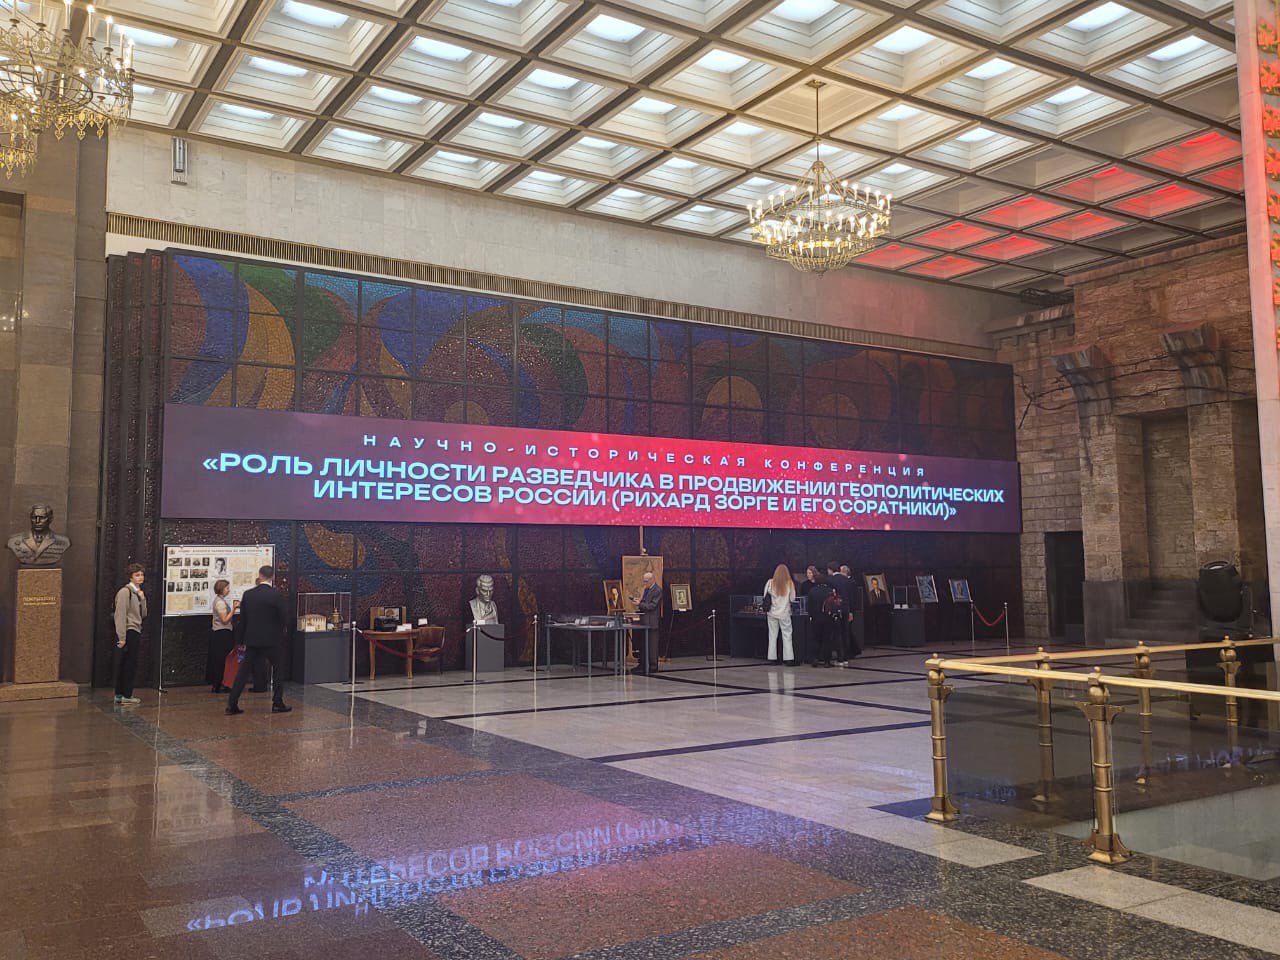 НАУЧНО-ИСТОРИЧЕСКАЯ КОНФЕРЕНЦИЯ
«РОЛЬ ЛИЧНОСТИ РАЗВЕДЧИКА В ПРОДВИЖЕНИИ ГЕОПОЛИТИЧЕСКИХ
ИНТЕРЕСОВ РОССИИ (РИХАРД ЗОРГЕ И ЕГО СОРАТНИКИ)»